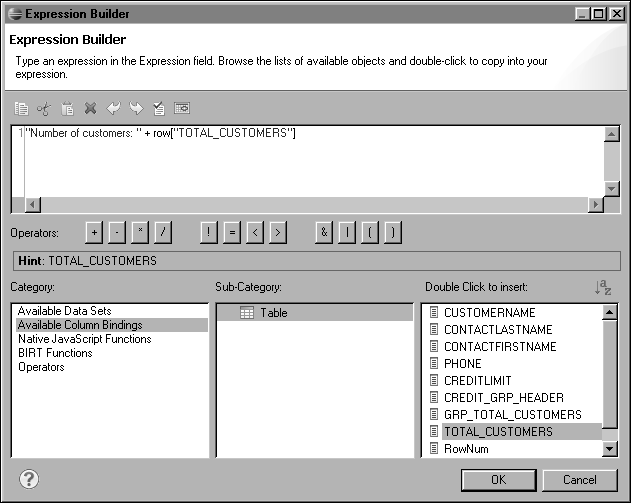 Expression Builder
Expression Builder
Type an expression in the Expression field. Browse the lists of available objects and double-click to copy into your
expression.
1 "Number of customers: " + row["TOTAL_CUSTOMERS"]
Operators: + - * / ! = < > & | ( )
Hint: TOTAL_CUSTOMERS
Category: Sub-Category: Double Click to insert:
Available Data Sets
Available Column Bindings
Native JavaScript Functions
BIRT Functions
Operators
Table
CUSTOMERNAME
CONTACTLASTNAME
CONTACTFIRSTNAME
PHONE
CREDITLIMIT
CREDIT_GRP_HEADER
GRP_TOTAL_CUSTOMERS
TOTAL_CUSTOMERS
RowNum
OK Cancel